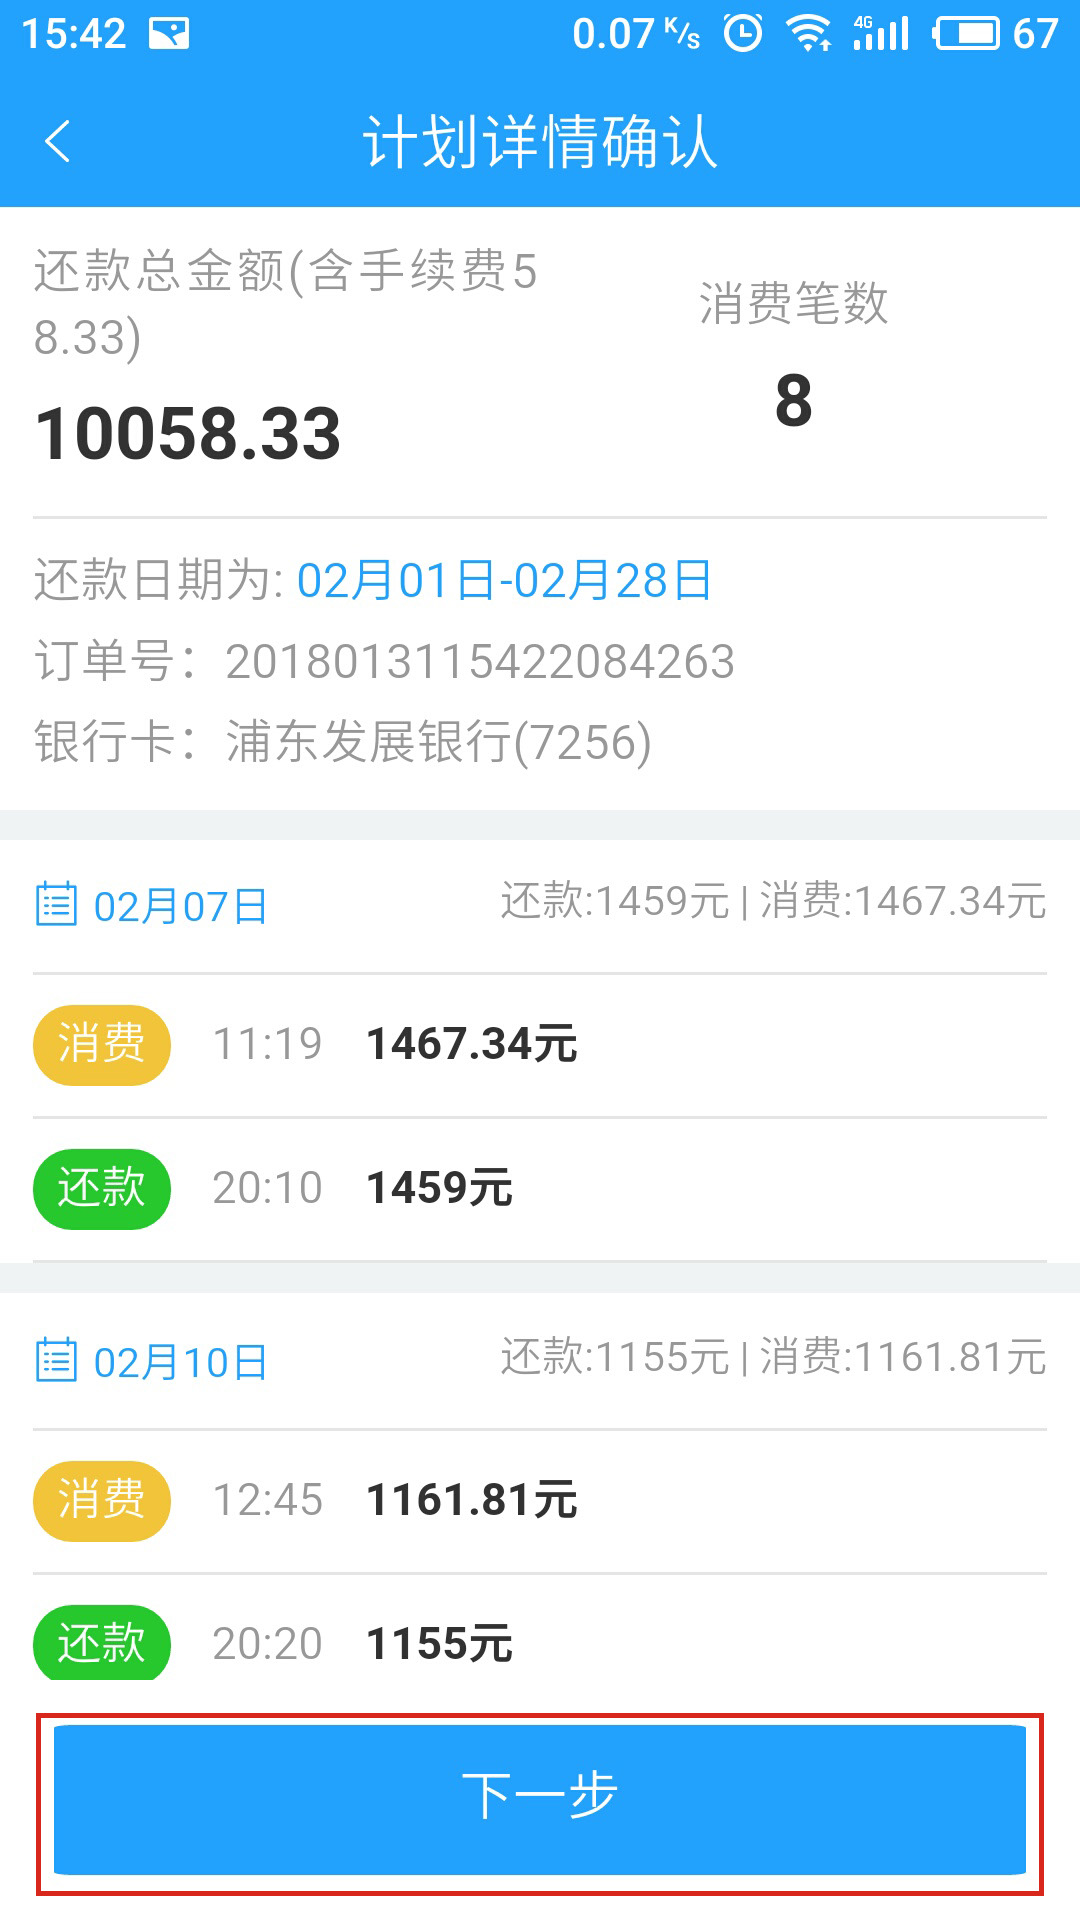 15:42 0.07 K/s 4G 67
计划详情确认
还款总金额(含手续费5
8.33)
10058.33
消费笔数
8
还款日期为: 02月01日-02月28日
订单号：2018013115422084263
银行卡：浦东发展银行(7256)
02月07日 还款:1459元 | 消费:1467.34元
消费 11:19 1467.34元
还款 20:10 1459元
02月10日 还款:1155元 | 消费:1161.81元
消费 12:45 1161.81元
还款 20:20 1155元
下一步